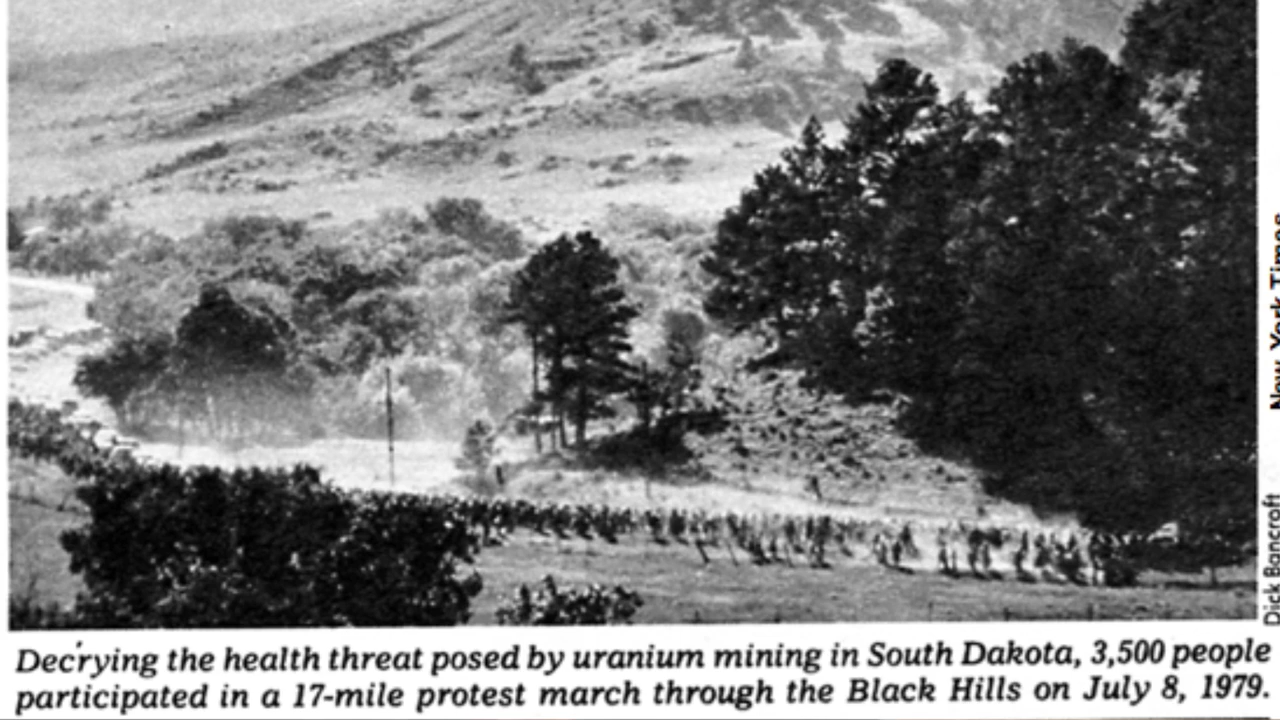 Decrying the health threat posed by uranium mining in South Dakota, 3,500 people
participated in a 17-mile protest march through the Black Hills on July 8, 1979.
Dick Bancroft
New York Times